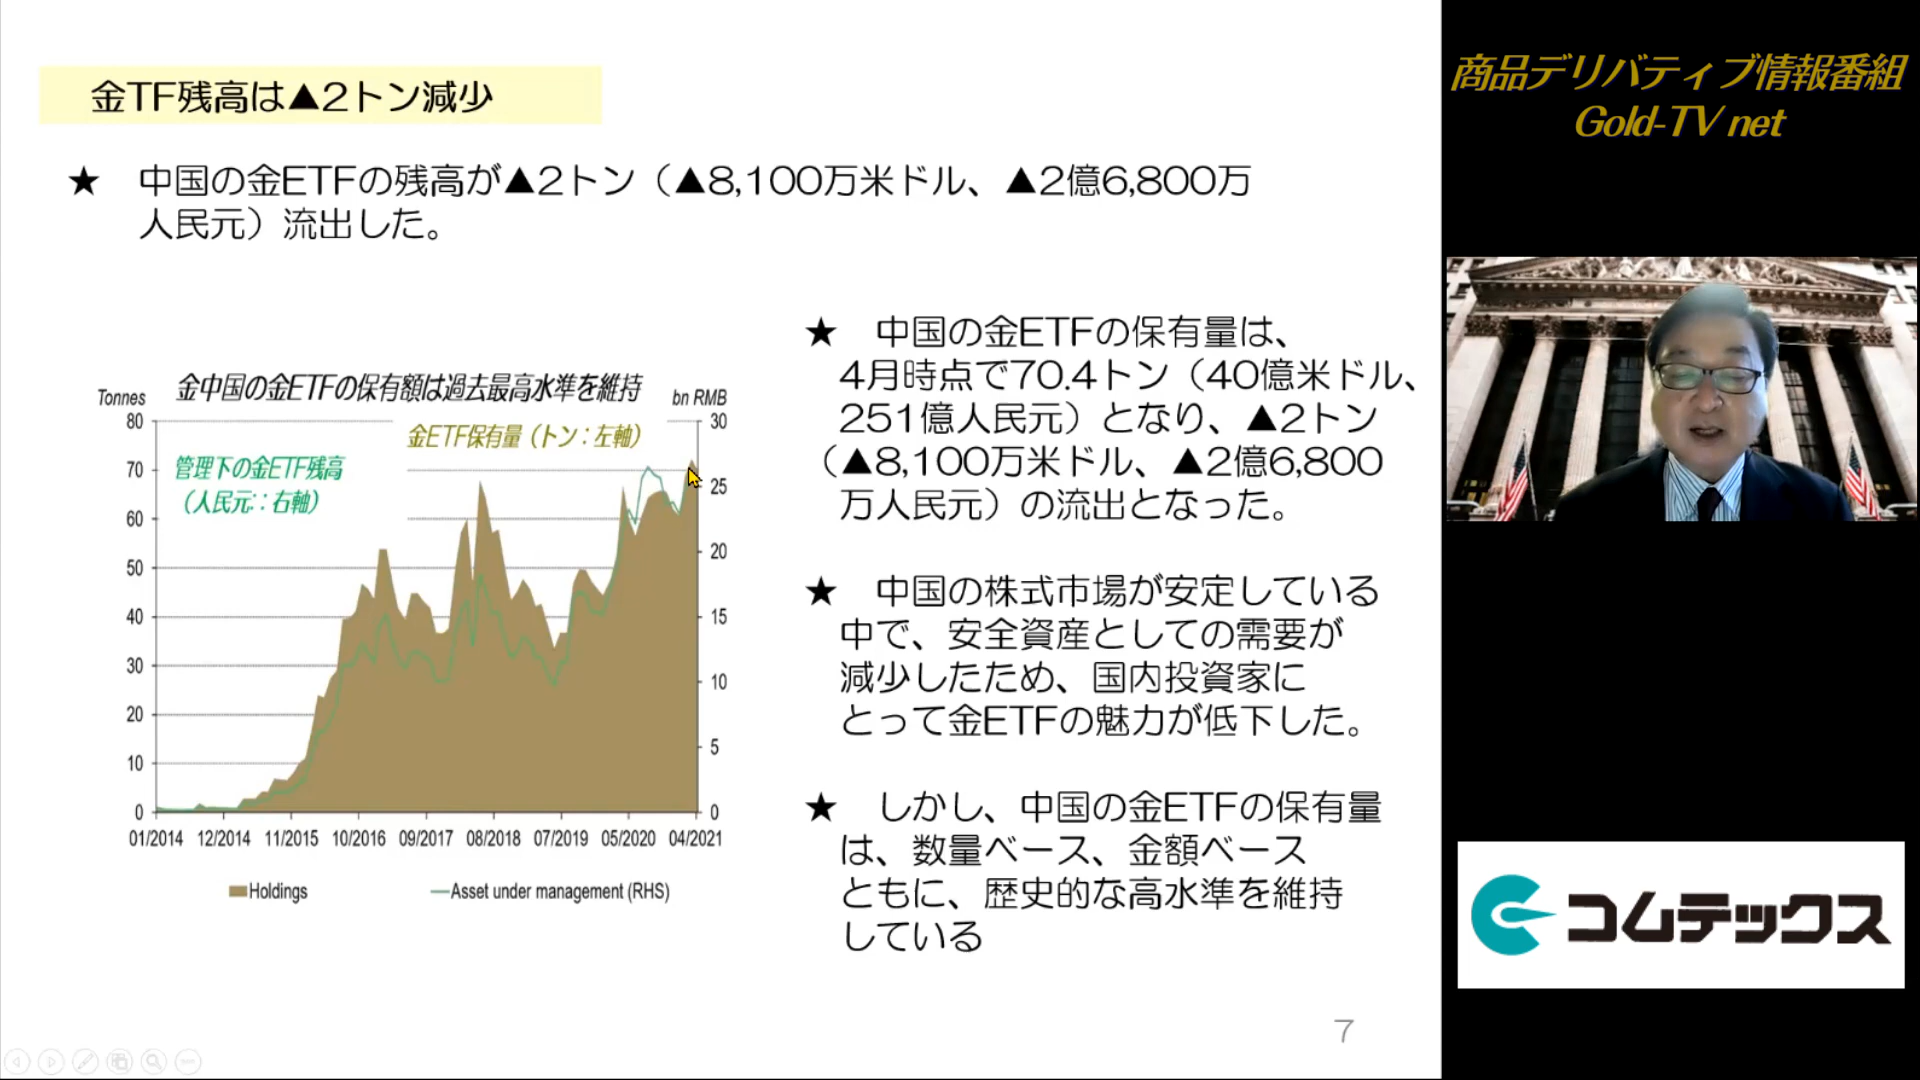 金TF残高は▲2トン減少
★ 中国の金ETFの残高が▲2トン（▲8,100万米ドル、▲2億6,800万
人民元）流出した。
金中国の金ETFの保有額は過去最高水準を維持
Tonnes
bn RMB
金ETF保有量（トン：左軸）
管理下の金ETF残高
（人民元：：右軸）
80
70
60
50
40
30
20
10
0
30
25
20
15
10
5
0
01/2014 12/2014 11/2015 10/2016 09/2017 08/2018 07/2019 05/2020 04/2021
Holdings
Asset under management (RHS)
★ 中国の金ETFの保有量は、
4月時点で70.4トン（40億米ドル、
251億人民元）となり、▲2トン
（▲8,100万米ドル、▲2億6,800
万人民元）の流出となった。
★ 中国の株式市場が安定している
中で、安全資産としての需要が
減少したため、国内投資家に
とって金ETFの魅力が低下した。
★ しかし、中国の金ETFの保有量
は、数量ベース、金額ベース
ともに、歴史的な高水準を維持
している
7
商品デリバティブ情報番組
Gold-TV net
コムテックス